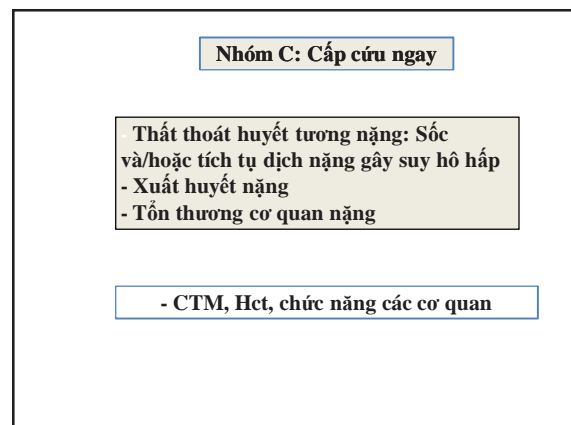 Nhóm C: Cấp cứu ngay
- Thất thoát huyết tương nặng: Sốc
và/hoặc tích tụ dịch nặng gây suy hô hấp
- Xuất huyết nặng
- Tổn thương cơ quan nặng
- CTM, Hct, chức năng các cơ quan